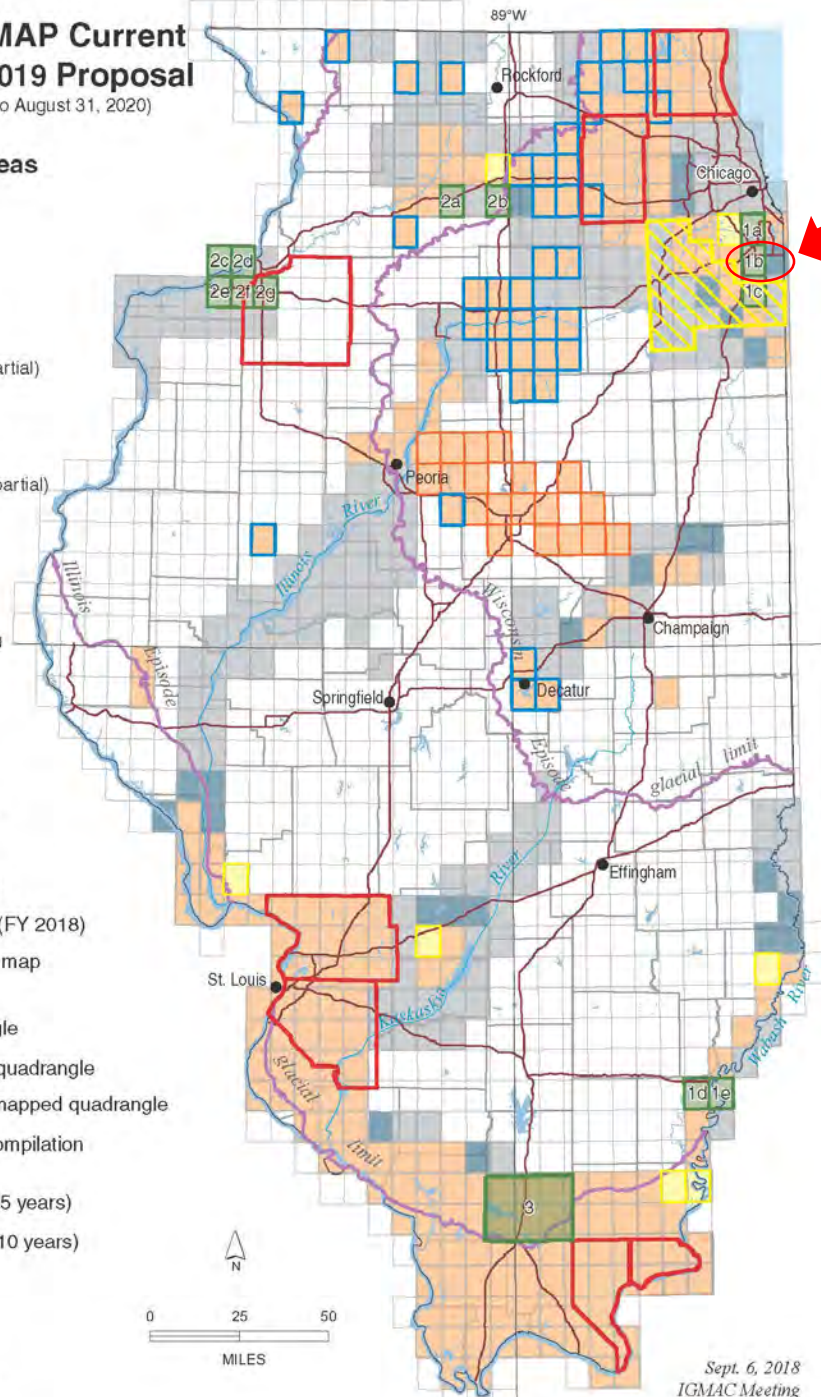 MAP Current
019 Proposal
o August 31, 2020)
eas
artial)
partial)
(FY 2018)
map
gle
quadrangle
mapped quadrangle
ompilation
5 years)
10 years)
89°W
Rockford
Chicago
2a
2b
1a
1b
1c
2c
2d
2e
2f
2g
Peoria
Illinois
River
Illinois
Episode
Wisconsin
Episode
glacial limit
Champaign
Springfield
Decatur
River
Effingham
St. Louis
Kaskaskia
Wabash River
glacial
limit
1d
1e
3
N
0 25 50
MILES
Sept. 6, 2018
IGMAC Meeting